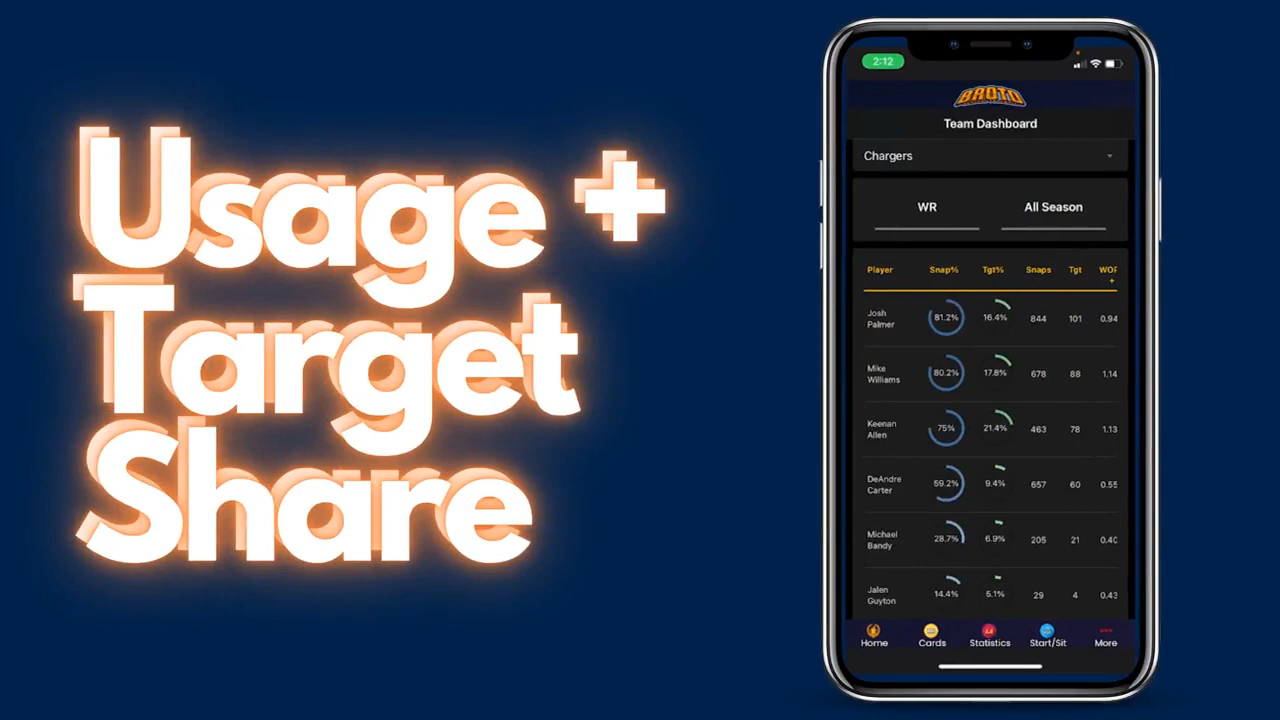 Usage +
Target
Share
2:12
BROTO
Team Dashboard
Chargers
WR All Season
Player Snap% Tgt% Snaps Tgt WOP
+
Josh
Palmer 81.2% 16.4% 844 101 0.94
Mike
Williams 80.2% 17.8% 678 88 1.14
Keenan
Allen 75% 21.4% 463 78 1.13
DeAndre
Carter 59.2% 9.4% 657 60 0.55
Michael
Bandy 28.7% 6.9% 205 21 0.40
Jalen
Guyton 14.4% 5.1% 29 4 0.43
Home Cards Statistics Start/Sit More